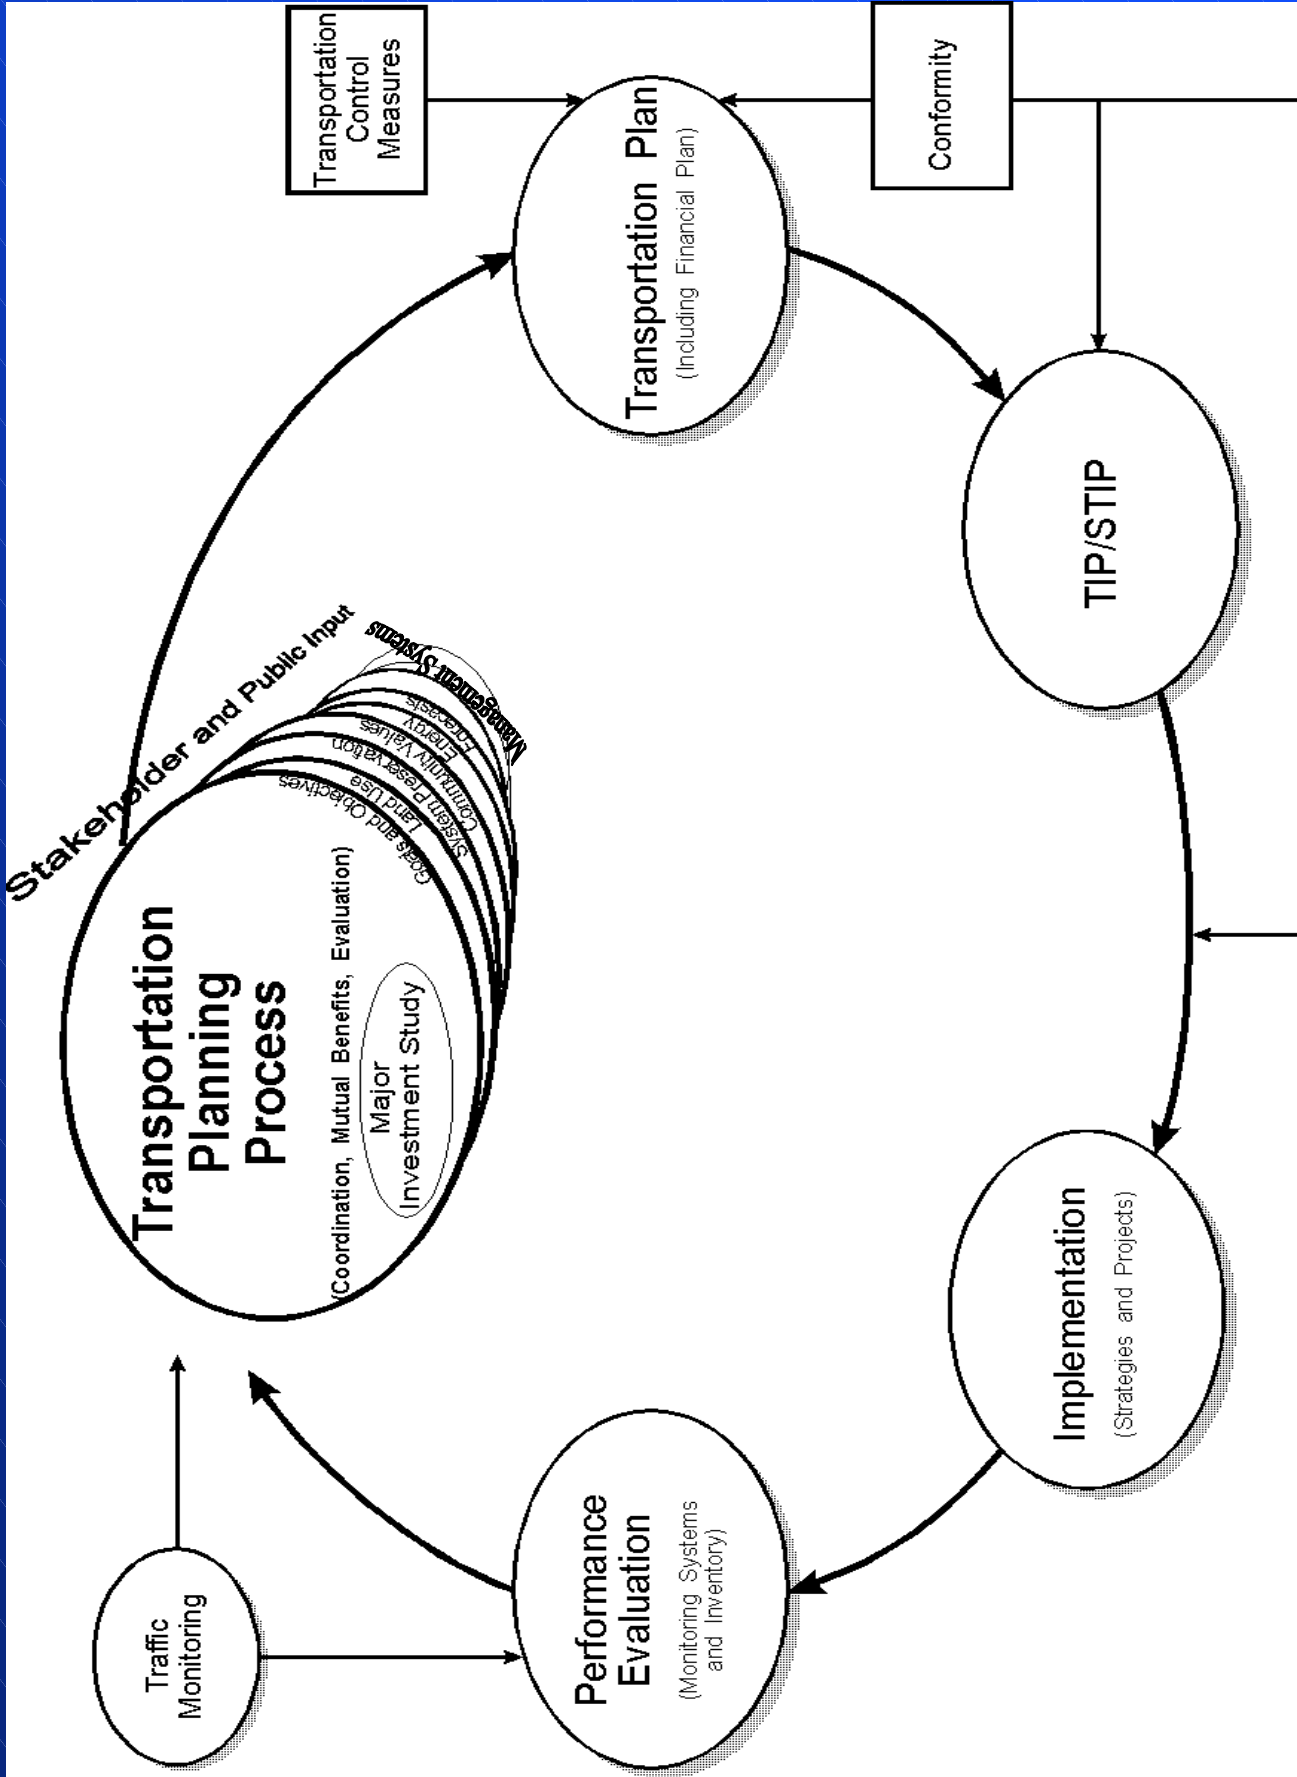 Stakeholder and Public Input
Transportation
Planning
Process
(Coordination, Mutual Benefits, Evaluation)
Major
Investment Study
Goals and Objectives
Land Use
System Preservation
Community Values
Energy
Forecasts
Management Systems
Transportation
Control
Measures
Transportation Plan
(Including Financial Plan)
Conformity
TIP/STIP
Implementation
(Strategies and Projects)
Performance
Evaluation
(Monitoring Systems
and Inventory)
Traffic
Monitoring